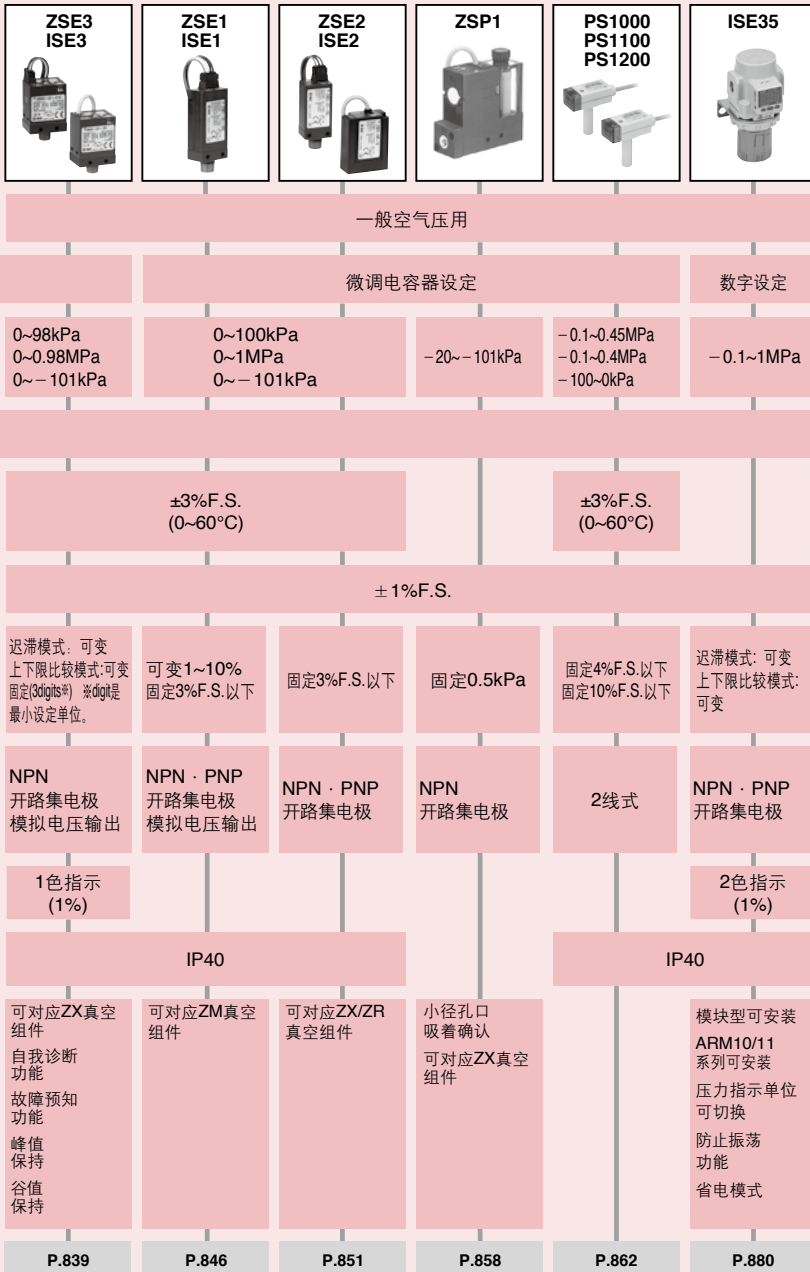 ZSE3
ISE3
ZSE1
ISE1
ZSE2
ISE2
ZSP1
PS1000
PS1100
PS1200
ISE35
一般空气压用
微调电容器设定
数字设定
0~98kPa
0~0.98MPa
0~－101kPa
0~100kPa
0~1MPa
0~－101kPa
－20~－101kPa
－0.1~0.45MPa
－0.1~0.4MPa
－100~0kPa
－0.1~1MPa
±3%F.S.
(0~60°C)
±3%F.S.
(0~60°C)
±1%F.S.
迟滞模式：可变
上下限比较模式:可变
固定(3digits※) ※digit是
最小设定单位。
可变1~10%
固定3%F.S.以下
固定3%F.S.以下
固定0.5kPa
固定4%F.S.以下
固定10%F.S.以下
迟滞模式: 可变
上下限比较模式:
可变
NPN
开路集电极
模拟电压输出
NPN · PNP
开路集电极
模拟电压输出
NPN · PNP
开路集电极
NPN
开路集电极
2线式
NPN · PNP
开路集电极
1色指示
(1%)
2色指示
(1%)
IP40
IP40
可对应ZX真空
组件
自我诊断
功能
故障预知
功能
峰值
保持
谷值
保持
可对应ZM真空
组件
可对应ZX/ZR
真空组件
小径孔口
吸着确认
可对应ZX真空
组件
模块型可安装
ARM10/11
系列可安装
压力指示单位
可切换
防止振荡
功能
省电模式
P.839
P.846
P.851
P.858
P.862
P.880